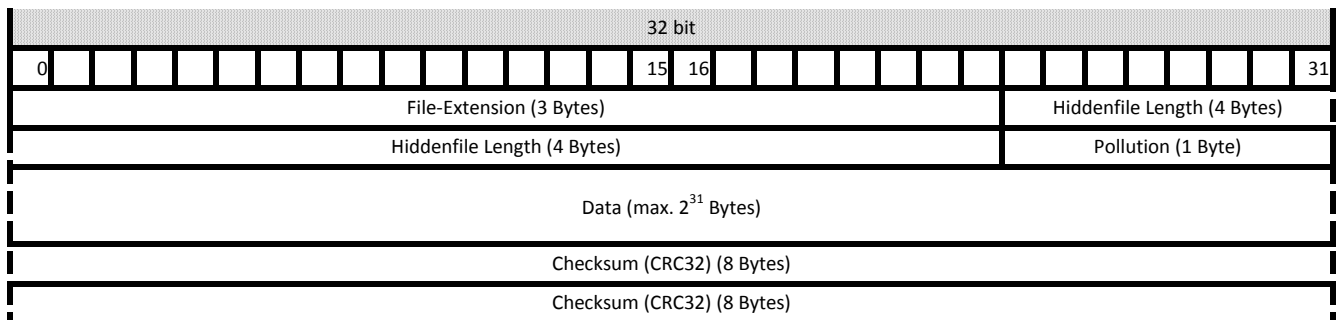 32 bit
0 15 16 31
File-Extension (3 Bytes) Hiddenfile Length (4 Bytes)
Hiddenfile Length (4 Bytes) Pollution (1 Byte)
Data (max. 2³¹ Bytes)
Checksum (CRC32) (8 Bytes)
Checksum (CRC32) (8 Bytes)